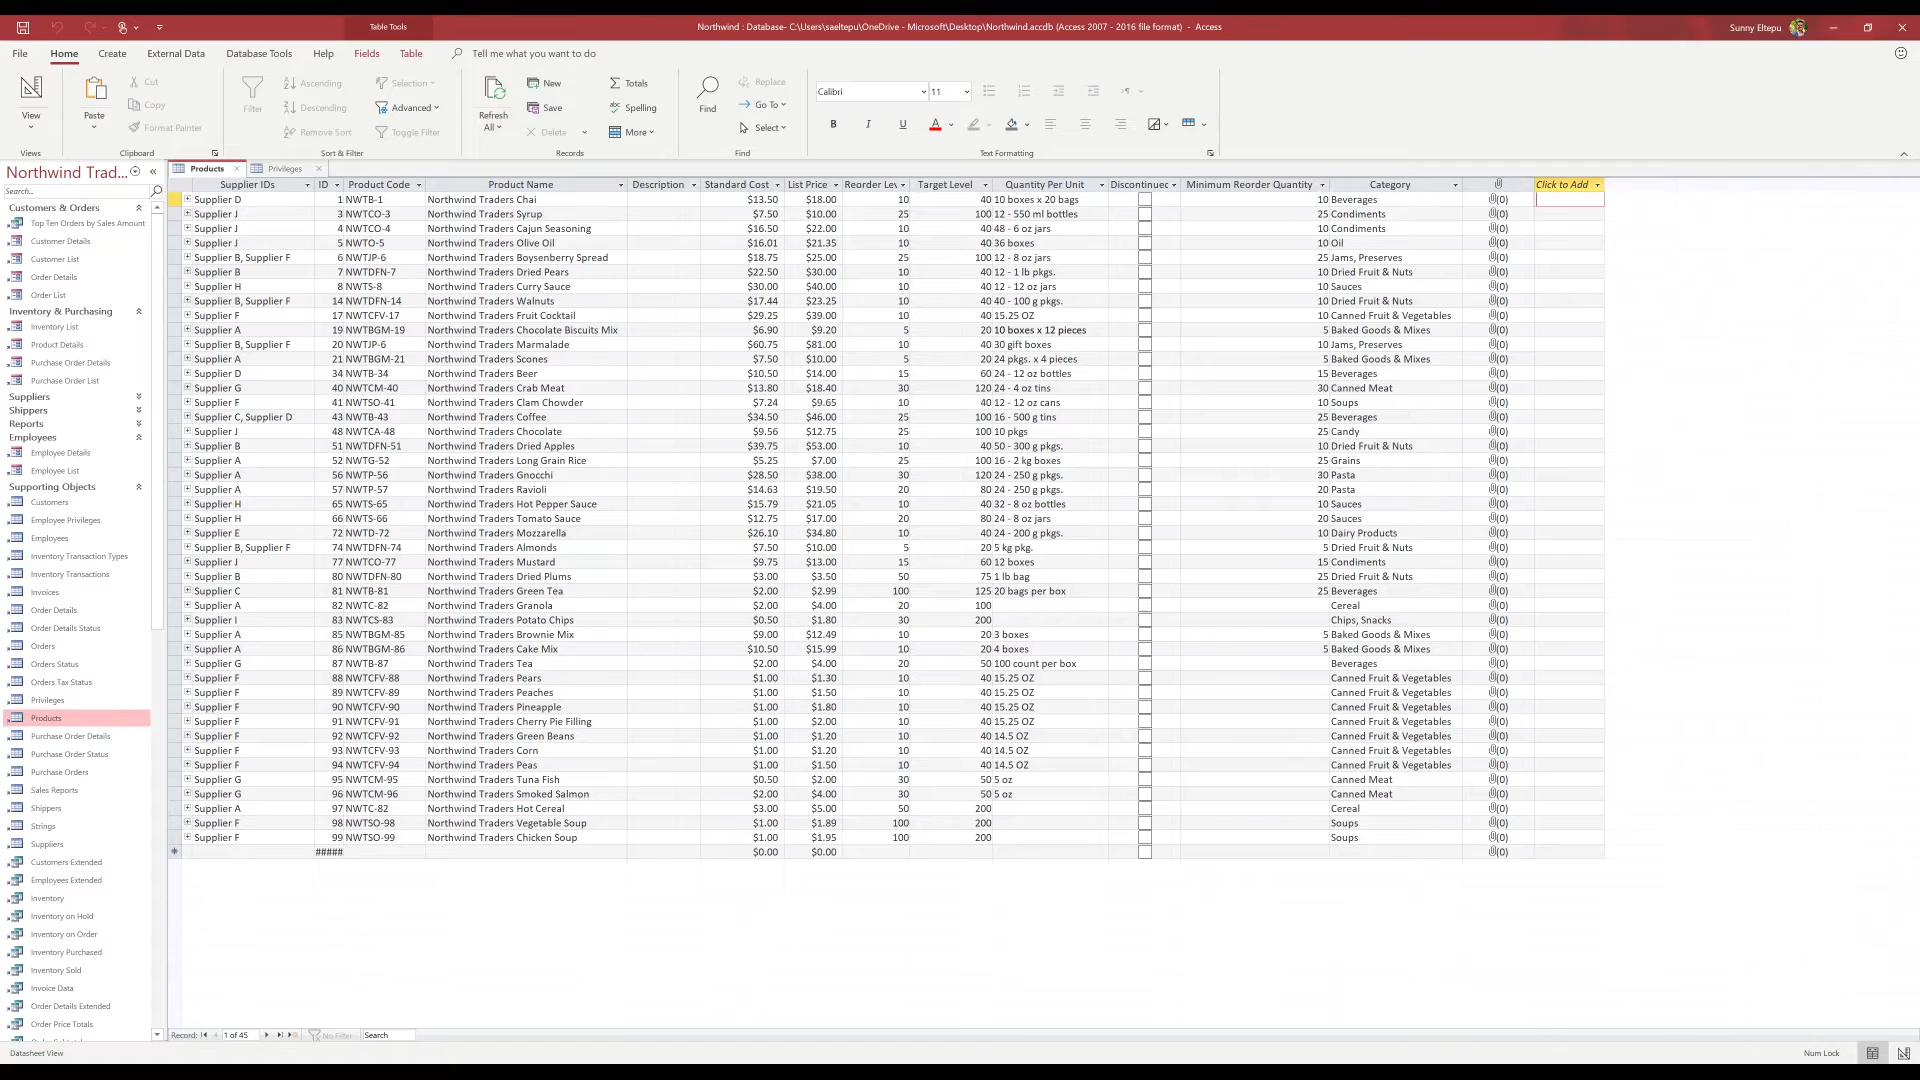 Table Tools
Northwind : Database- C:\Users\saeltepu\OneDrive - Microsoft\Desktop\Northwind.accdb (Access 2007 - 2016 file format) - Access
Sunny Eltepu
File Home Create External Data Database Tools Help Fields Table Tell me what you want to do
View
Views
Paste
Cut
Copy
Format Painter
Clipboard
Filter
Ascending
Descending
Remove Sort
Selection
Advanced
Toggle Filter
Sort & Filter
Refresh All
New
Save
Delete
Totals
Spelling
More
Records
Find
Replace
Go To
Select
Find
Calibri 11
B I U A
Text Formatting
Northwind Trad...
Search...
Customers & Orders
Top Ten Orders by Sales Amount
Customer Details
Customer List
Order Details
Order List
Inventory & Purchasing
Inventory List
Product Details
Purchase Order Details
Purchase Order List
Suppliers
Shippers
Reports
Employees
Employee Details
Employee List
Supporting Objects
Customers
Employee Privileges
Employees
Inventory Transaction Types
Inventory Transactions
Invoices
Order Details
Order Details Status
Orders
Orders Status
Orders Tax Status
Privileges
Products
Purchase Order Details
Purchase Order Status
Purchase Orders
Sales Reports
Shippers
Strings
Suppliers
Customers Extended
Employees Extended
Inventory
Inventory on Hold
Inventory on Order
Inventory Purchased
Inventory Sold
Invoice Data
Order Details Extended
Order Price Totals
Products Privileges
Supplier IDs ID Product Code Product Name Description Standard Cost List Price Reorder Lev Target Level Quantity Per Unit Discontinued Minimum Reorder Quantity Category Click to Add
Supplier D 1 NWTB-1 Northwind Traders Chai $13.50 $18.00 10 40 10 boxes x 20 bags 10 Beverages (0)
Supplier J 3 NWTCO-3 Northwind Traders Syrup $7.50 $10.00 25 100 12 - 550 ml bottles 25 Condiments (0)
Supplier J 4 NWTCO-4 Northwind Traders Cajun Seasoning $16.50 $22.00 10 40 48 - 6 oz jars 10 Condiments (0)
Supplier J 5 NWTO-5 Northwind Traders Olive Oil $16.01 $21.35 10 40 36 boxes 10 Oil (0)
Supplier B, Supplier F 6 NWTJP-6 Northwind Traders Boysenberry Spread $18.75 $25.00 25 100 12 - 8 oz jars 25 Jams, Preserves (0)
Supplier B 7 NWTDFN-7 Northwind Traders Dried Pears $22.50 $30.00 10 40 12 - 1 lb pkgs. 10 Dried Fruit & Nuts (0)
Supplier H 8 NWTS-8 Northwind Traders Curry Sauce $30.00 $40.00 10 40 12 - 12 oz jars 10 Sauces (0)
Supplier B, Supplier F 14 NWTDFN-14 Northwind Traders Walnuts $17.44 $23.25 10 40 40 - 100 g pkgs. 10 Dried Fruit & Nuts (0)
Supplier F 17 NWTCFV-17 Northwind Traders Fruit Cocktail $29.25 $39.00 10 40 15.25 OZ 10 Canned Fruit & Vegetables (0)
Supplier A 19 NWTBGM-19 Northwind Traders Chocolate Biscuits Mix $6.90 $9.20 5 20 10 boxes x 12 pieces 5 Baked Goods & Mixes (0)
Supplier B, Supplier F 20 NWTJP-6 Northwind Traders Marmalade $60.75 $81.00 10 40 30 gift boxes 10 Jams, Preserves (0)
Supplier A 21 NWTBGM-21 Northwind Traders Scones $7.50 $10.00 5 20 24 pkgs. x 4 pieces 5 Baked Goods & Mixes (0)
Supplier D 34 NWTB-34 Northwind Traders Beer $10.50 $14.00 15 60 24 - 12 oz bottles 15 Beverages (0)
Supplier G 40 NWTCM-40 Northwind Traders Crab Meat $13.80 $18.40 30 120 24 - 4 oz tins 30 Canned Meat (0)
Supplier F 41 NWTSO-41 Northwind Traders Clam Chowder $7.24 $9.65 10 40 12 - 12 oz cans 10 Soups (0)
Supplier C, Supplier D 43 NWTB-43 Northwind Traders Coffee $34.50 $46.00 25 100 16 - 500 g tins 25 Beverages (0)
Supplier J 48 NWTCA-48 Northwind Traders Chocolate $9.56 $12.75 25 100 10 pkgs 25 Candy (0)
Supplier B 51 NWTDFN-51 Northwind Traders Dried Apples $39.75 $53.00 10 40 50 - 300 g pkgs. 10 Dried Fruit & Nuts (0)
Supplier A 52 NWTG-52 Northwind Traders Long Grain Rice $5.25 $7.00 25 100 16 - 2 kg boxes 25 Grains (0)
Supplier A 56 NWTP-56 Northwind Traders Gnocchi $28.50 $38.00 30 120 24 - 250 g pkgs. 30 Pasta (0)
Supplier A 57 NWTP-57 Northwind Traders Ravioli $14.63 $19.50 20 80 24 - 250 g pkgs. 20 Pasta (0)
Supplier H 65 NWTS-65 Northwind Traders Hot Pepper Sauce $15.79 $21.05 10 40 32 - 8 oz bottles 10 Sauces (0)
Supplier H 66 NWTS-66 Northwind Traders Tomato Sauce $12.75 $17.00 20 80 24 - 8 oz jars 20 Sauces (0)
Supplier E 72 NWTD-72 Northwind Traders Mozzarella $26.10 $34.80 10 40 24 - 200 g pkgs. 10 Dairy Products (0)
Supplier B, Supplier F 74 NWTDFN-74 Northwind Traders Almonds $7.50 $10.00 5 20 5 kg pkg. 5 Dried Fruit & Nuts (0)
Supplier J 77 NWTCO-77 Northwind Traders Mustard $9.75 $13.00 15 60 12 boxes 15 Condiments (0)
Supplier B 80 NWTDFN-80 Northwind Traders Dried Plums $3.00 $3.50 50 75 1 lb bag 25 Dried Fruit & Nuts (0)
Supplier C 81 NWTB-81 Northwind Traders Green Tea $2.00 $2.99 100 125 20 bags per box 25 Beverages (0)
Supplier A 82 NWTC-82 Northwind Traders Granola $2.00 $4.00 20 100 Cereal (0)
Supplier I 83 NWTCS-83 Northwind Traders Potato Chips $0.50 $1.80 30 200 Chips, Snacks (0)
Supplier A 85 NWTBGM-85 Northwind Traders Brownie Mix $9.00 $12.49 10 20 3 boxes 5 Baked Goods & Mixes (0)
Supplier A 86 NWTBGM-86 Northwind Traders Cake Mix $10.50 $15.99 10 20 4 boxes 5 Baked Goods & Mixes (0)
Supplier G 87 NWTB-87 Northwind Traders Tea $2.00 $4.00 20 50 100 count per box Beverages (0)
Supplier F 88 NWTCFV-88 Northwind Traders Pears $1.00 $1.30 10 40 15.25 OZ Canned Fruit & Vegetables (0)
Supplier F 89 NWTCFV-89 Northwind Traders Peaches $1.00 $1.50 10 40 15.25 OZ Canned Fruit & Vegetables (0)
Supplier F 90 NWTCFV-90 Northwind Traders Pineapple $1.00 $1.80 10 40 15.25 OZ Canned Fruit & Vegetables (0)
Supplier F 91 NWTCFV-91 Northwind Traders Cherry Pie Filling $1.00 $2.00 10 40 15.25 OZ Canned Fruit & Vegetables (0)
Supplier F 92 NWTCFV-92 Northwind Traders Green Beans $1.00 $1.20 10 40 14.5 OZ Canned Fruit & Vegetables (0)
Supplier F 93 NWTCFV-93 Northwind Traders Corn $1.00 $1.20 10 40 14.5 OZ Canned Fruit & Vegetables (0)
Supplier F 94 NWTCFV-94 Northwind Traders Peas $1.00 $1.50 10 40 14.5 OZ Canned Fruit & Vegetables (0)
Supplier G 95 NWTCM-95 Northwind Traders Tuna Fish $0.50 $2.00 30 50 5 oz Canned Meat (0)
Supplier G 96 NWTCM-96 Northwind Traders Smoked Salmon $2.00 $4.00 30 50 5 oz Canned Meat (0)
Supplier A 97 NWTC-82 Northwind Traders Hot Cereal $3.00 $5.00 50 200 Cereal (0)
Supplier F 98 NWTSO-98 Northwind Traders Vegetable Soup $1.00 $1.89 100 200 Soups (0)
Supplier F 99 NWTSO-99 Northwind Traders Chicken Soup $1.00 $1.95 100 200 Soups (0)
##### $0.00 $0.00 (0)
Record: 1 of 45 No Filter Search
Datasheet View Num Lock